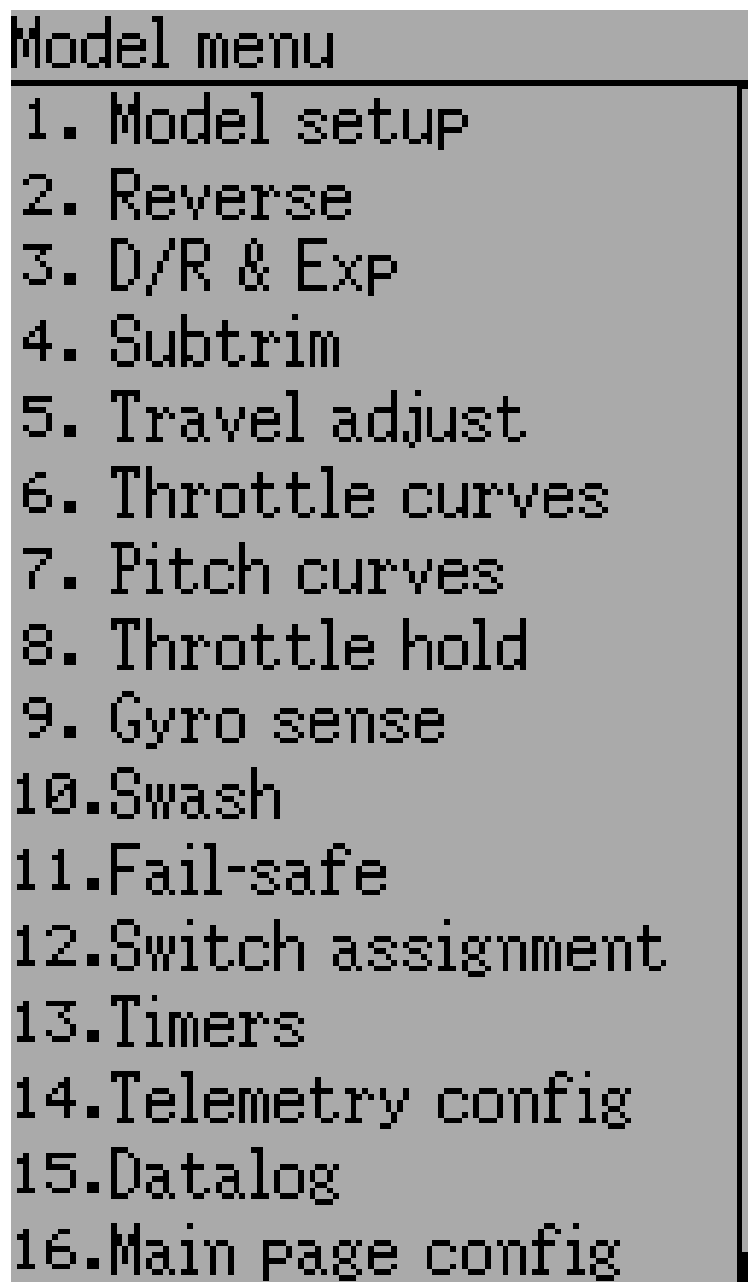 Model menu
1. Model setup
2. Reverse
3. D/R & Exp
4. Subtrim
5. Travel adjust
6. Throttle curves
7. Pitch curves
8. Throttle hold
9. Gyro sense
10.Swash
11.Fail-safe
12.Switch assignment
13.Timers
14.Telemetry config
15.Datalog
16.Main page config